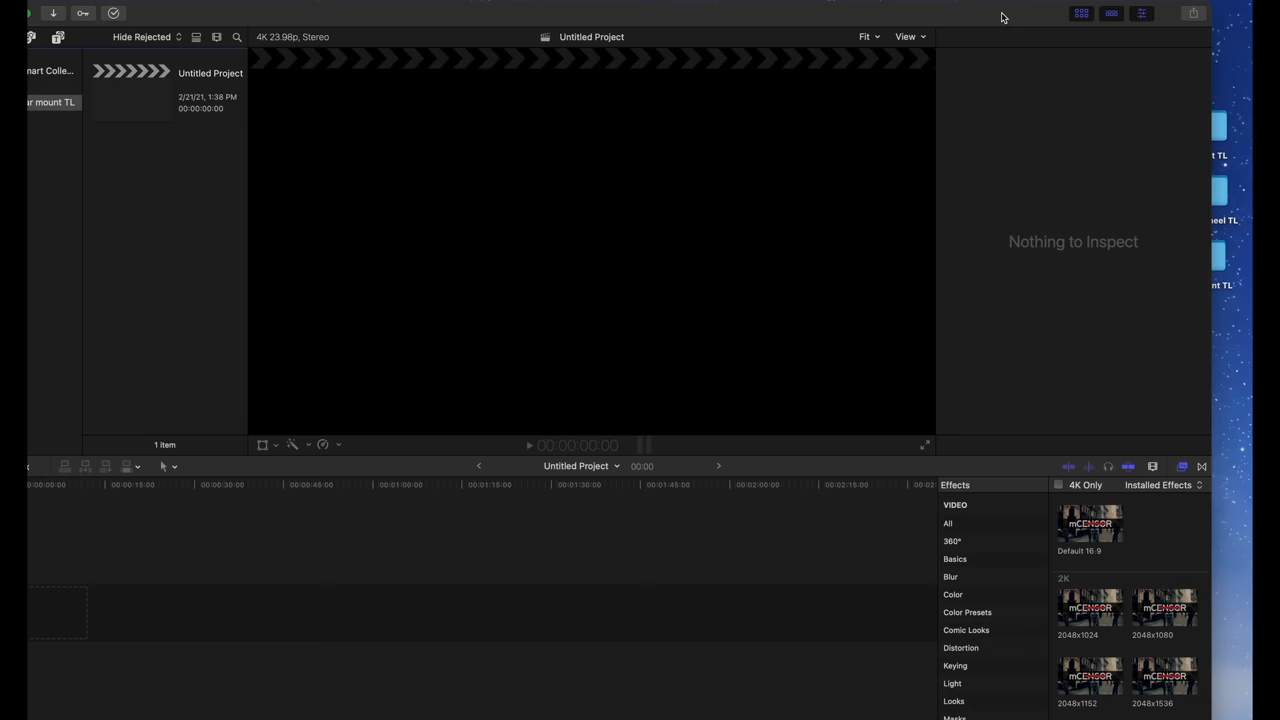 Hide Rejected
4K 23.98p, Stereo
Untitled Project
Fit
View
mart Colle...
ar mount TL
Untitled Project
2/21/21, 1:38 PM
00:00:00:00
Nothing to Inspect
t TL
heel TL
nt TL
1 item
00:00:00:00
Untitled Project
00:00
00:00:00:00
00:00:15:00
00:00:30:00
00:00:45:00
00:01:00:00
00:01:15:00
00:01:30:00
00:01:45:00
00:02:00:00
00:02:15:00
00:02:
Effects
4K Only
Installed Effects
VIDEO
All
360°
Basics
Blur
Color
Color Presets
Comic Looks
Distortion
Keying
Light
Looks
Masks
mCENSOR
Default 16:9
2K
mCENSOR
mCENSOR
2048x1024
2048x1080
mCENSOR
mCENSOR
2048x1152
2048x1536